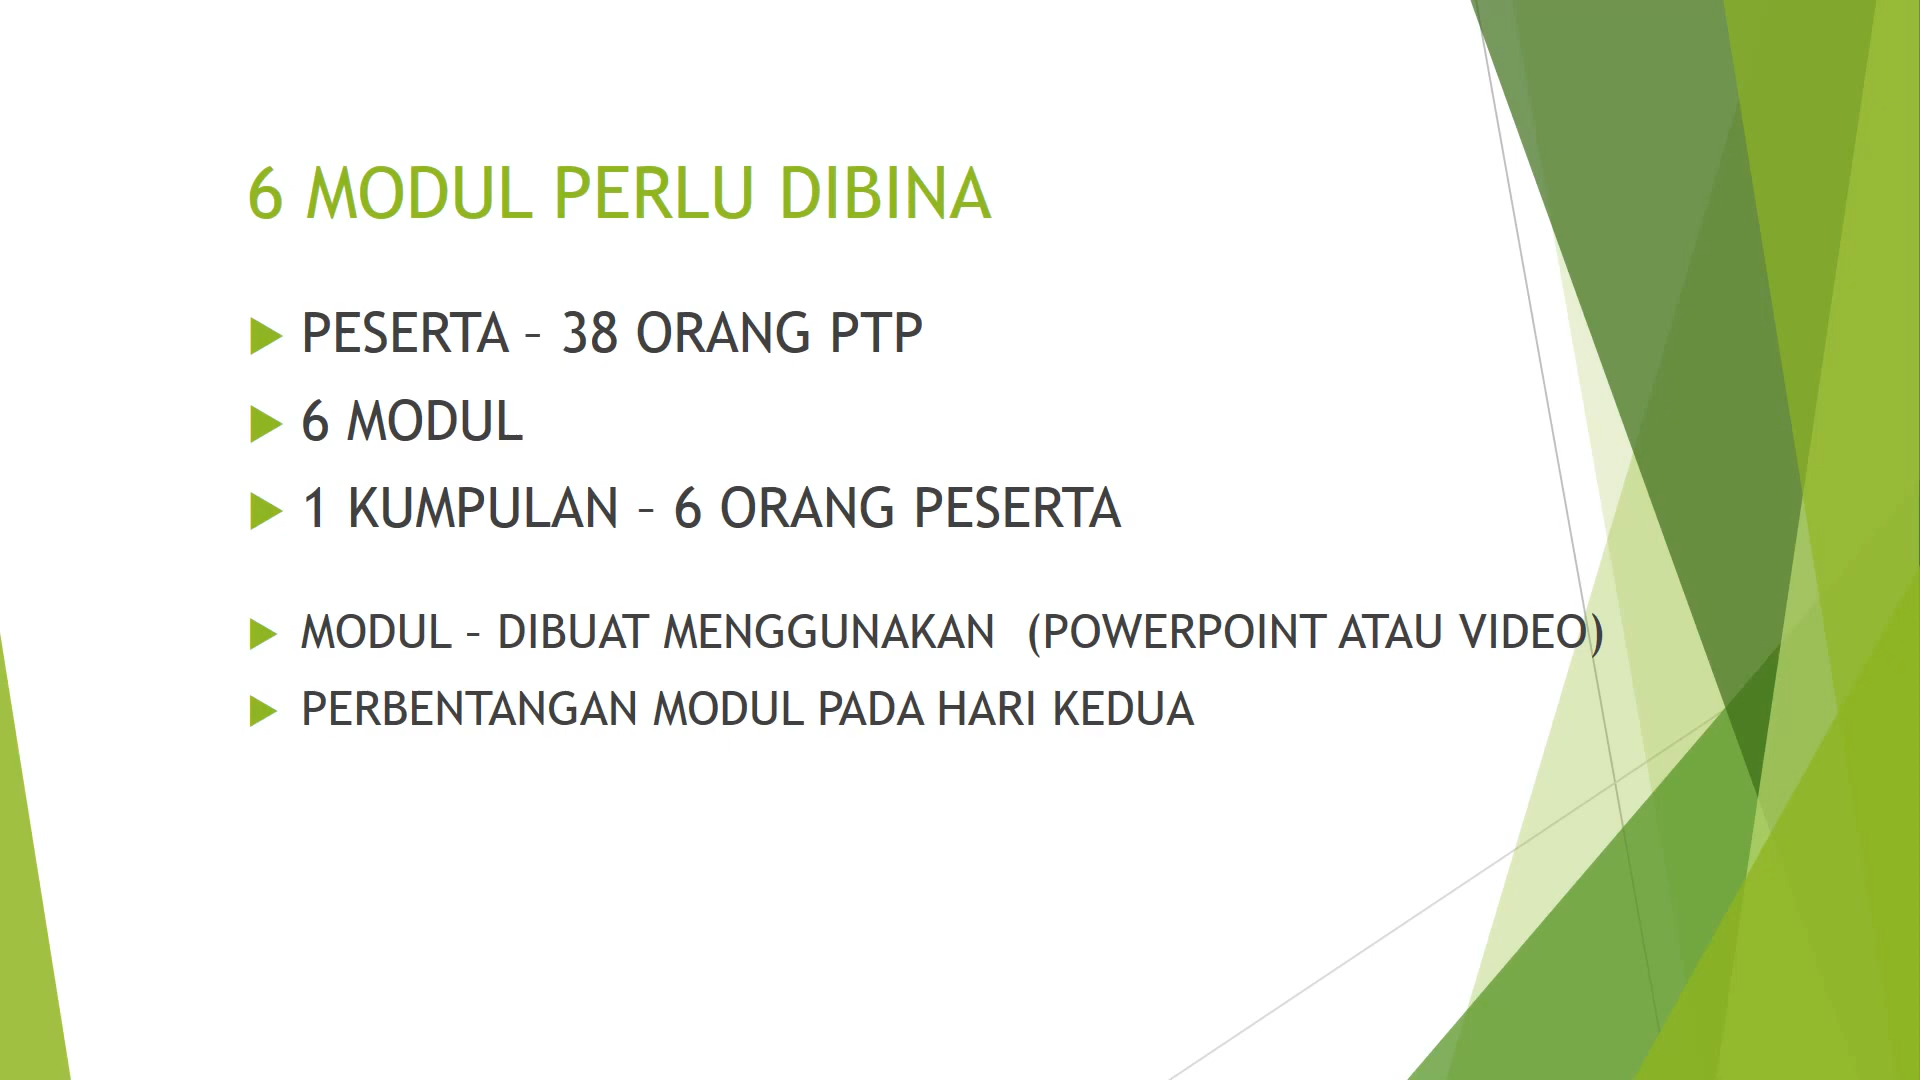 6 MODUL PERLU DIBINA
PESERTA – 38 ORANG PTP
6 MODUL
1 KUMPULAN – 6 ORANG PESERTA
MODUL – DIBUAT MENGGUNAKAN  (POWERPOINT ATAU VIDEO)
PERBENTANGAN MODUL PADA HARI KEDUA